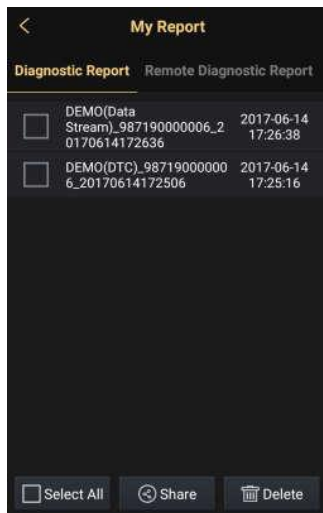 My Report
Diagnostic Report Remote Diagnostic Report
DEMO(Data
Stream)_987190000006_2
0170614172636
2017-06-14
17:26:38
DEMO(DTC)_98719000000
6_20170614172506
2017-06-14
17:25:16
Select All Share Delete